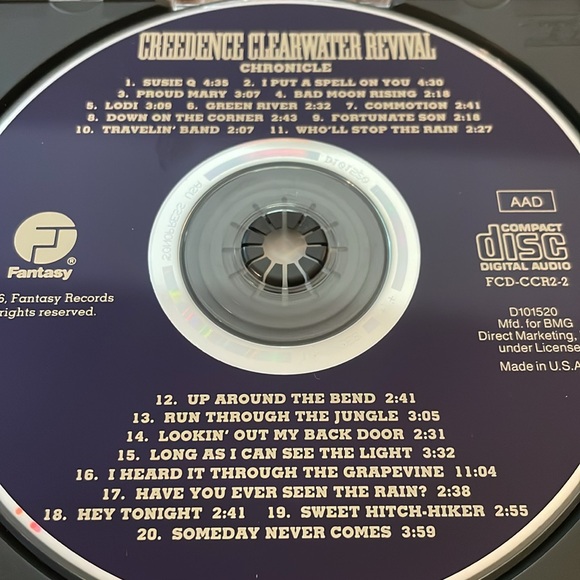 CREEDENCE CLEARWATER REVIVAL
CHRONICLE
1. SUSIE Q 4:35 2. I PUT A SPELL ON YOU 4:30
3. PROUD MARY 3:07 4. BAD MOON RISING 2:18
5. LODI 3:09 6. GREEN RIVER 2:32 7. COMMOTION 2:41
8. DOWN ON THE CORNER 2:43 9. FORTUNATE SON 2:18
10. TRAVELIN' BAND 2:07 11. WHO'LL STOP THE RAIN 2:27
Fantasy®
6, Fantasy Records
rights reserved.
AAD
COMPACT
disc
DIGITAL AUDIO
FCD-CCR2-2
D101520
Mfd. for BMG
Direct Marketing,
under License
Made in U.S.A
12. UP AROUND THE BEND 2:41
13. RUN THROUGH THE JUNGLE 3:05
14. LOOKIN' OUT MY BACK DOOR 2:31
15. LONG AS I CAN SEE THE LIGHT 3:32
16. I HEARD IT THROUGH THE GRAPEVINE 11:04
17. HAVE YOU EVER SEEN THE RAIN? 2:38
18. HEY TONIGHT 2:41 19. SWEET HITCH-HIKER 2:55
20. SOMEDAY NEVER COMES 3:59